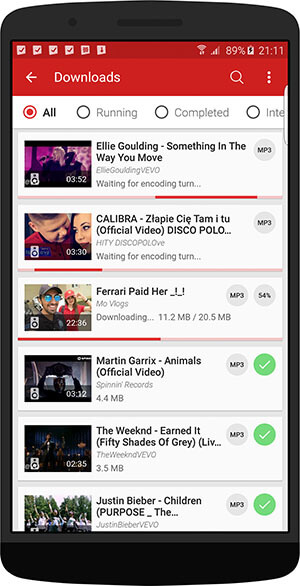 89% 21:11
Downloads
All Running Completed Inte
Ellie Goulding - Something In The
Way You Move
EllieGouldingVEVO
Waiting for encoding turn...
MP3
03:52
CALIBRA - Złapie Cię Tam i tu
(Official Video) DISCO POLO...
HITY DISCOPOLOve
Waiting for encoding turn...
MP3
03:30
Ferrari Paid Her _!_!
Mo Vlogs
Downloading... 11.2 MB / 20.5 MB
MP3 54%
22:36
Martin Garrix - Animals
(Official Video)
Spinnin' Records
4.4 MB
MP3
03:12
The Weeknd - Earned It
(Fifty Shades Of Grey) (Liv...
TheWeekndVEVO
3.5 MB
MP3
02:35
Justin Bieber - Children
(PURPOSE _ The...
JustinBieberVEVO
MP3